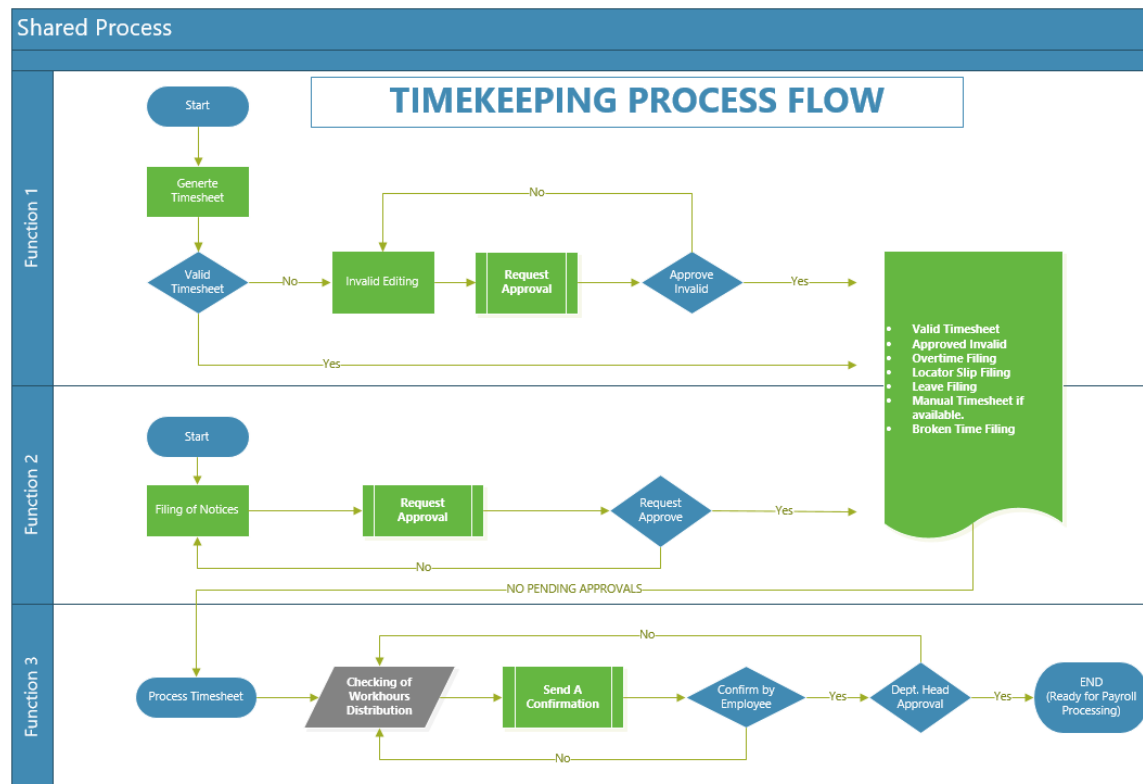 Shared Process
TIMEKEEPING PROCESS FLOW
Function 1
Start
Generte
Timesheet
Valid
Timesheet
No
Invalid Editing
Request
Approval
Approve
Invalid
No
Yes
Yes
• Valid Timesheet
• Approved Invalid
• Overtime Filing
• Locator Slip Filing
• Leave Filing
• Manual Timesheet if
available.
• Broken Time Filing
Function 2
Start
Filing of Notices
Request
Approval
Request
Approve
Yes
No
NO PENDING APPROVALS
Function 3
Process Timesheet
Checking of
Workhours
Distribution
Send A
Confirmation
Confirm by
Employee
Yes
Dept. Head
Approval
Yes
END
(Ready for Payroll
Processing)
No
No